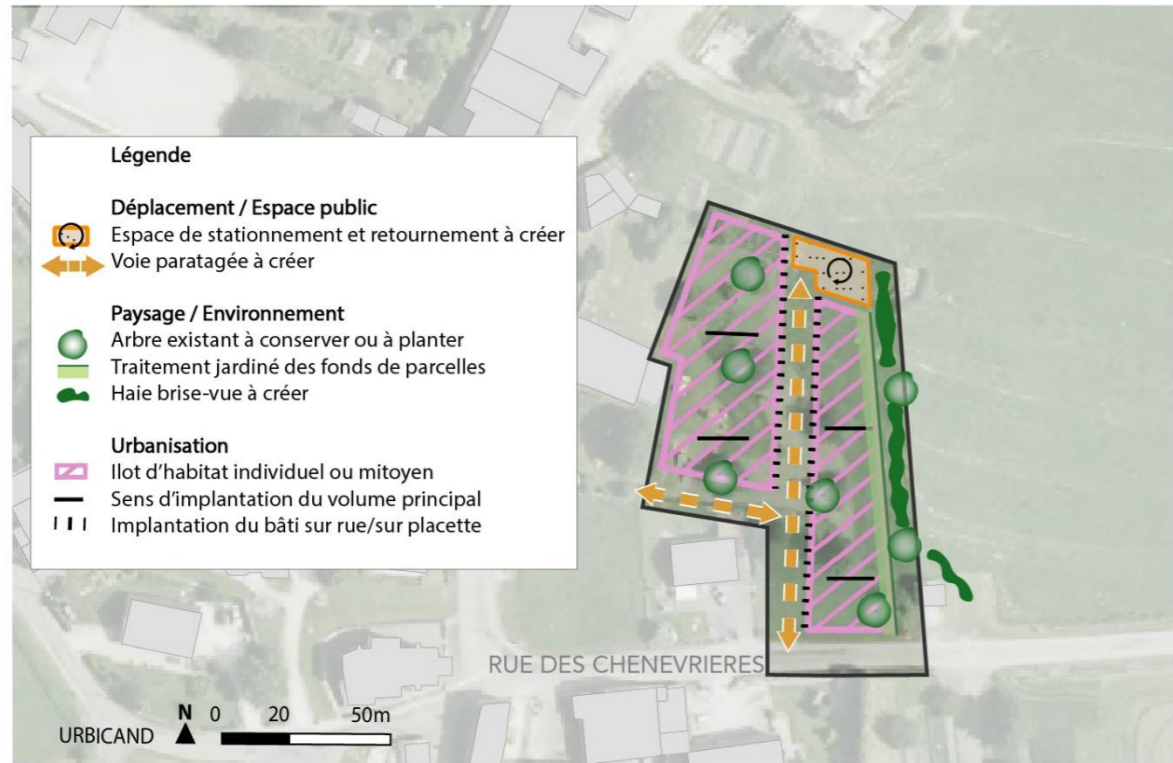 Légende
Déplacement / Espace public
Espace de stationnement et retournement à créer
Voie paratagée à créer
Paysage / Environnement
Arbre existant à conserver ou à planter
Traitement jardiné des fonds de parcelles
Haie brise-vue à créer
Urbanisation
Ilot d'habitat individuel ou mitoyen
Sens d'implantation du volume principal
Implantation du bâti sur rue/sur placette
RUE DES CHENEVRIERES
URBICAND N 0 20 50m